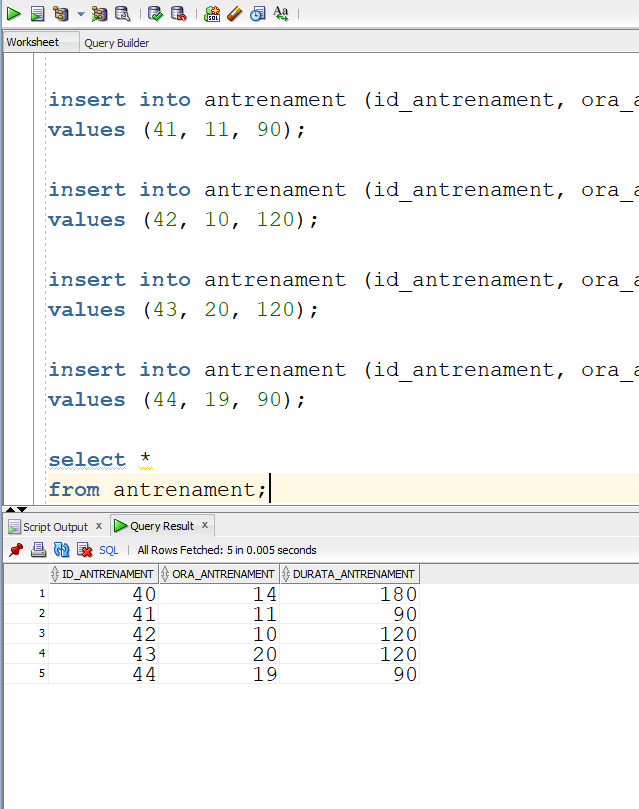 SQL
Aa
Worksheet Query Builder
insert into antrenament (id_antrenament, ora_a
values (41, 11, 90);
insert into antrenament (id_antrenament, ora_a
values (42, 10, 120);
insert into antrenament (id_antrenament, ora_a
values (43, 20, 120);
insert into antrenament (id_antrenament, ora_a
values (44, 19, 90);
select *
from antrenament;
Script Output x Query Result x
SQL | All Rows Fetched: 5 in 0.005 seconds
ID_ANTRENAMENT ORA_ANTRENAMENT DURATA_ANTRENAMENT
1 40 14 180
2 41 11 90
3 42 10 120
4 43 20 120
5 44 19 90